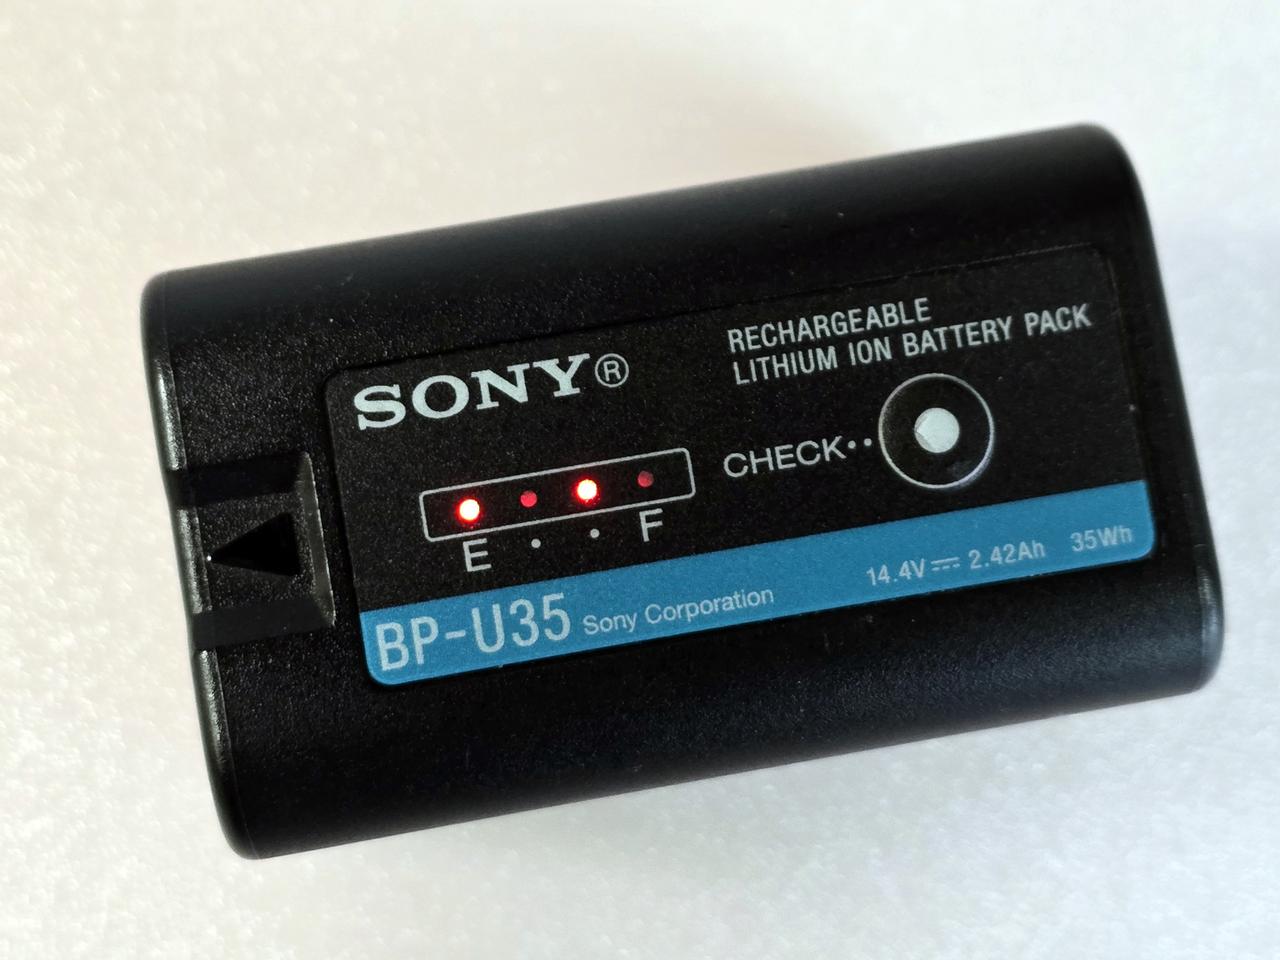 SONY®
RECHARGEABLE
LITHIUM ION BATTERY PACK
CHECK··
E · · F
BP-U35 Sony Corporation 14.4V⎓2.42Ah 35Wh